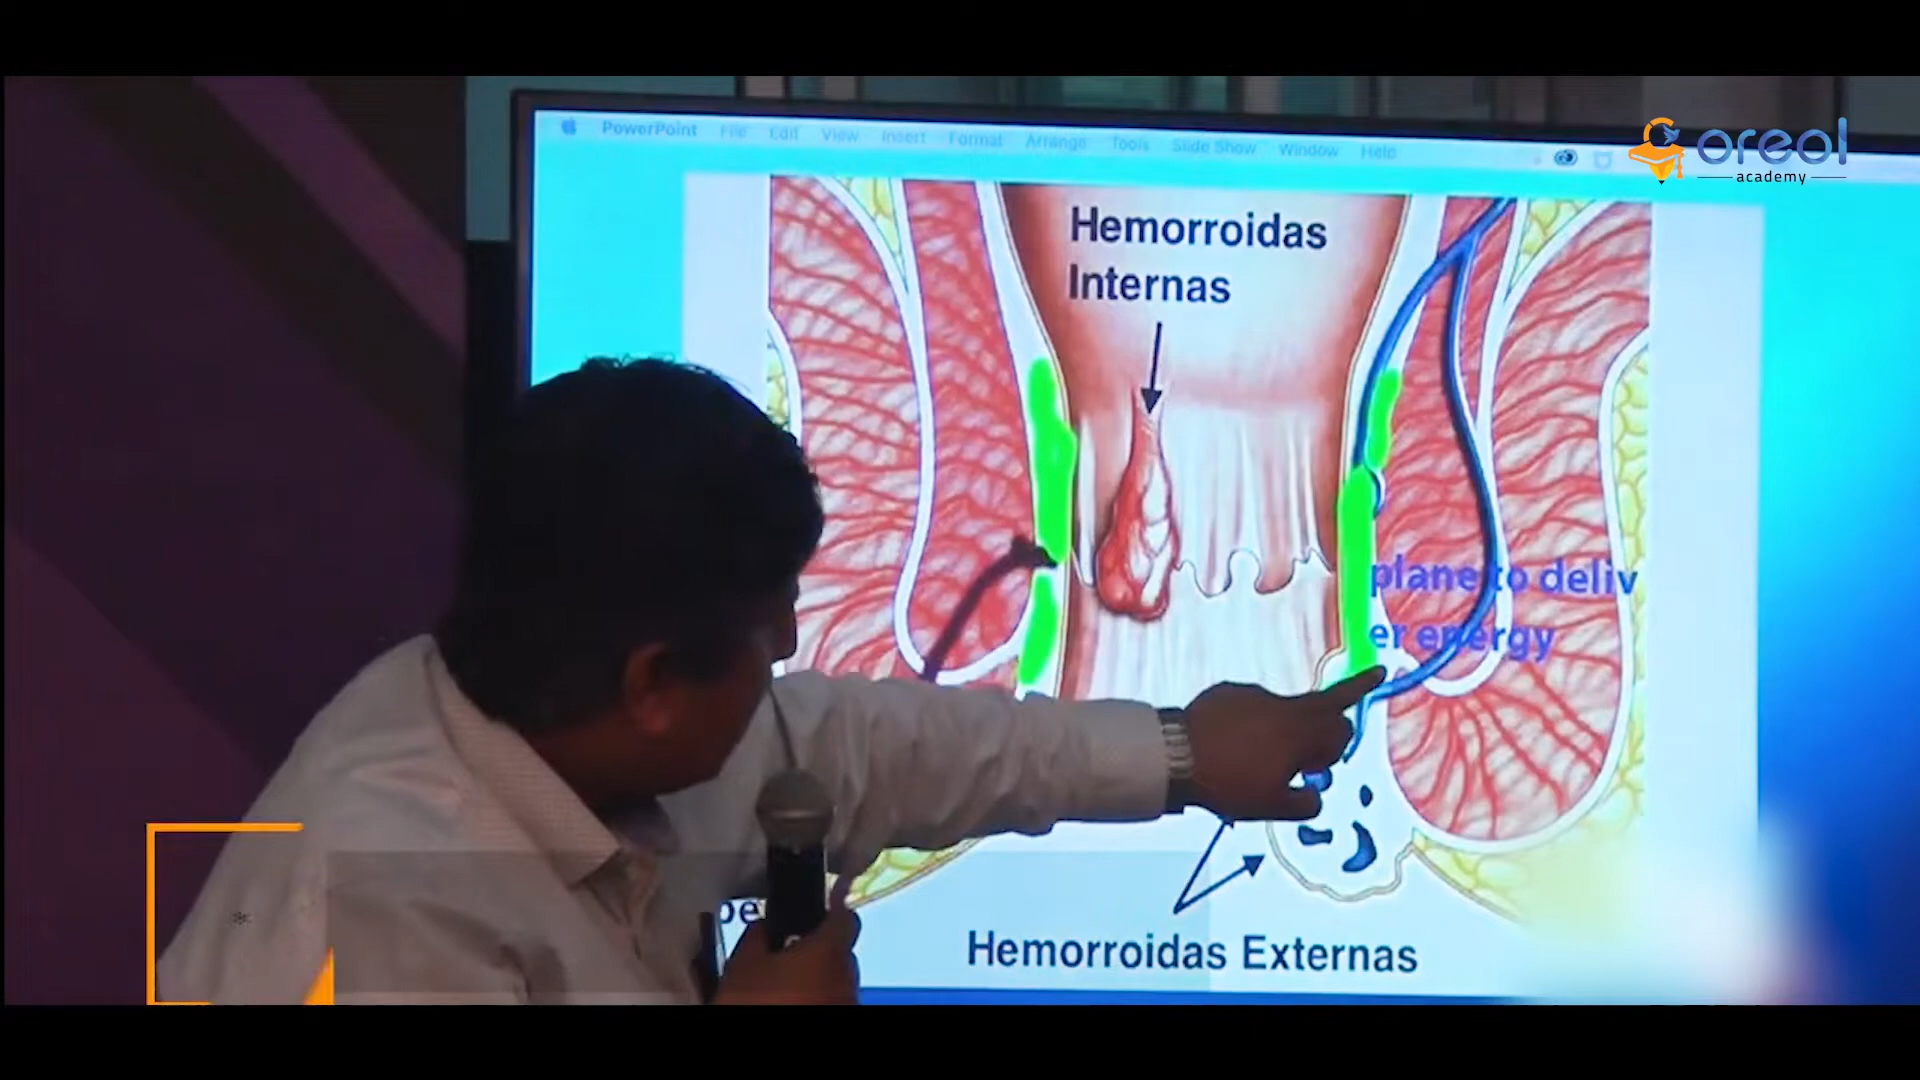 PowerPoint File Edit View Insert Format Arrange Tools Slide Show Window Help
oreol
academy
Hemorroidas
Internas
plane to deliv
er energy
Hemorroidas Externas